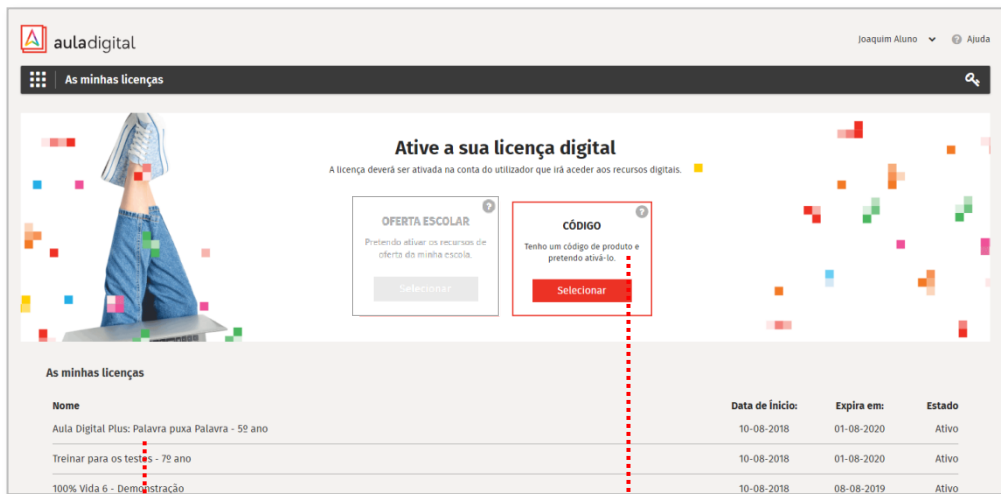 auladigital
Joaquim Aluno
Ajuda
As minhas licenças
Ative a sua licença digital
A licença deverá ser ativada na conta do utilizador que irá aceder aos recursos digitais.
OFERTA ESCOLAR
?
Pretendo ativar os recursos de
oferta da minha escola.
Selecionar
CÓDIGO
?
Tenho um código de produto e
pretendo ativá-lo.
Selecionar
As minhas licenças
Nome Data de Ínicio: Expira em: Estado
Aula Digital Plus: Palavra puxa Palavra - 5º ano 10-08-2018 01-08-2020 Ativo
Treinar para os testes - 7º ano 10-08-2018 01-08-2020 Ativo
100% Vida 6 - Demonstração 10-08-2018 08-08-2019 Ativo